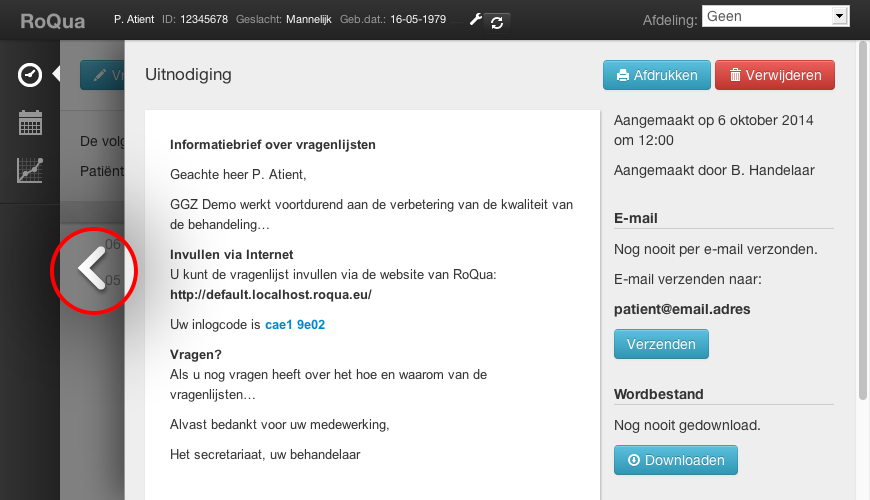 RoQua P. Atient ID: 12345678 Geslacht: Mannelijk Geb.dat.: 16-05-1979 Afdeling: Geen
Uitnodiging
Afdrukken Verwijderen
De volg
Patiënt
06
05
Informatiebrief over vragenlijsten
Geachte heer P. Atient,
GGZ Demo werkt voortdurend aan de verbetering van de kwaliteit van
de behandeling…
Invullen via Internet
U kunt de vragenlijst invullen via de website van RoQua:
http://default.localhost.roqua.eu/
Uw inlogcode is cae1 9e02
Vragen?
Als u nog vragen heeft over het hoe en waarom van de
vragenlijsten…
Alvast bedankt voor uw medewerking,
Het secretariaat, uw behandelaar
Aangemaakt op 6 oktober 2014
om 12:00
Aangemaakt door B. Handelaar
E-mail
Nog nooit per e-mail verzonden.
E-mail verzenden naar:
patient@email.adres
Verzenden
Wordbestand
Nog nooit gedownload.
Downloaden